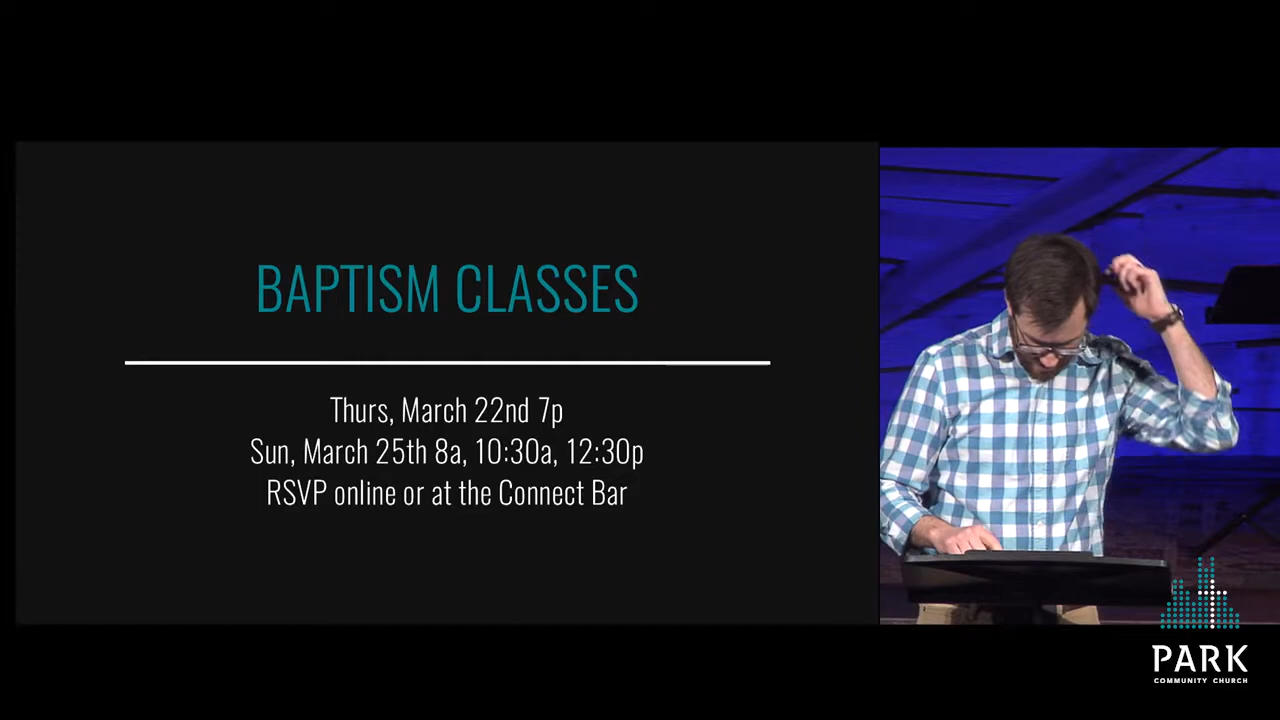 BAPTISM CLASSES
Thurs, March 22nd 7p
Sun, March 25th 8a, 10:30a, 12:30p
RSVP online or at the Connect Bar
PARK
COMMUNITY CHURCH